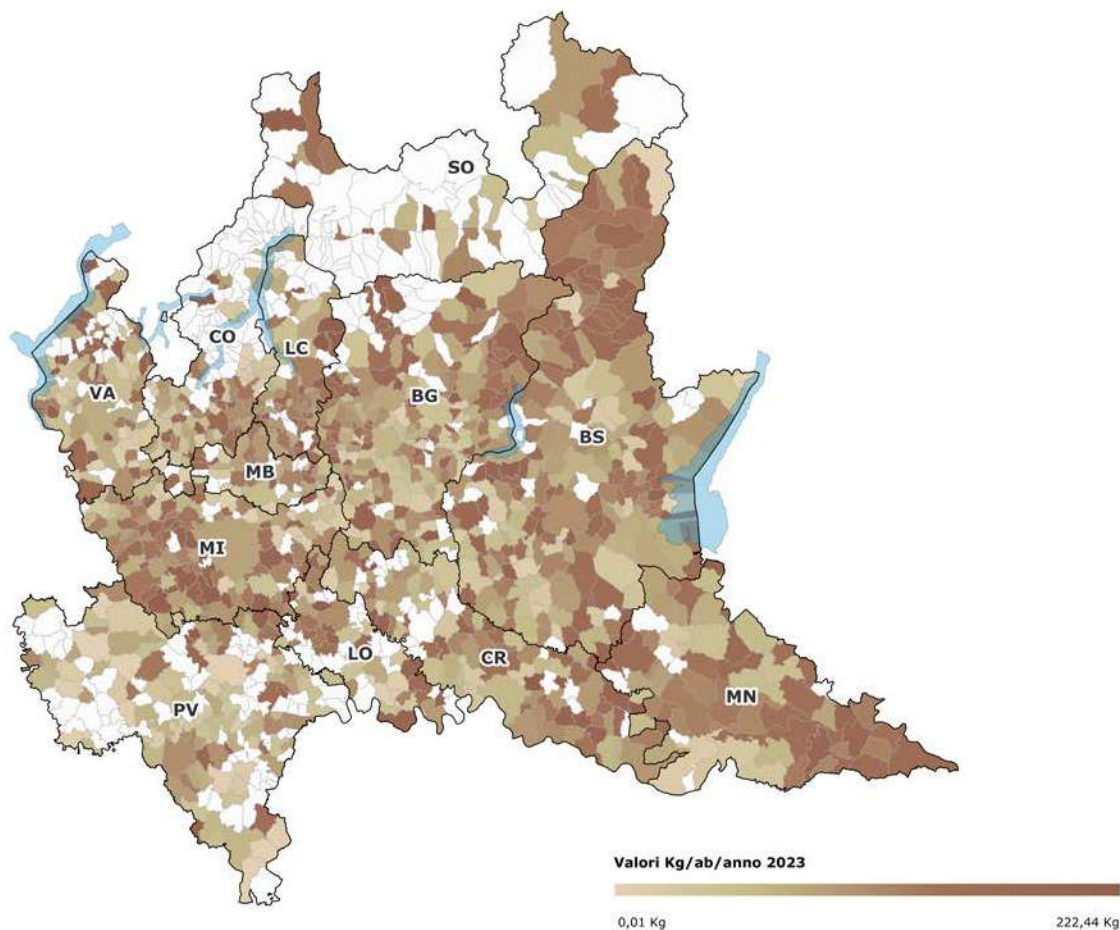 SO
CO
LC
VA
BG
BS
MB
MI
LO
CR
PV
MN
Valori Kg/ab/anno 2023
0,01 Kg
222,44 Kg